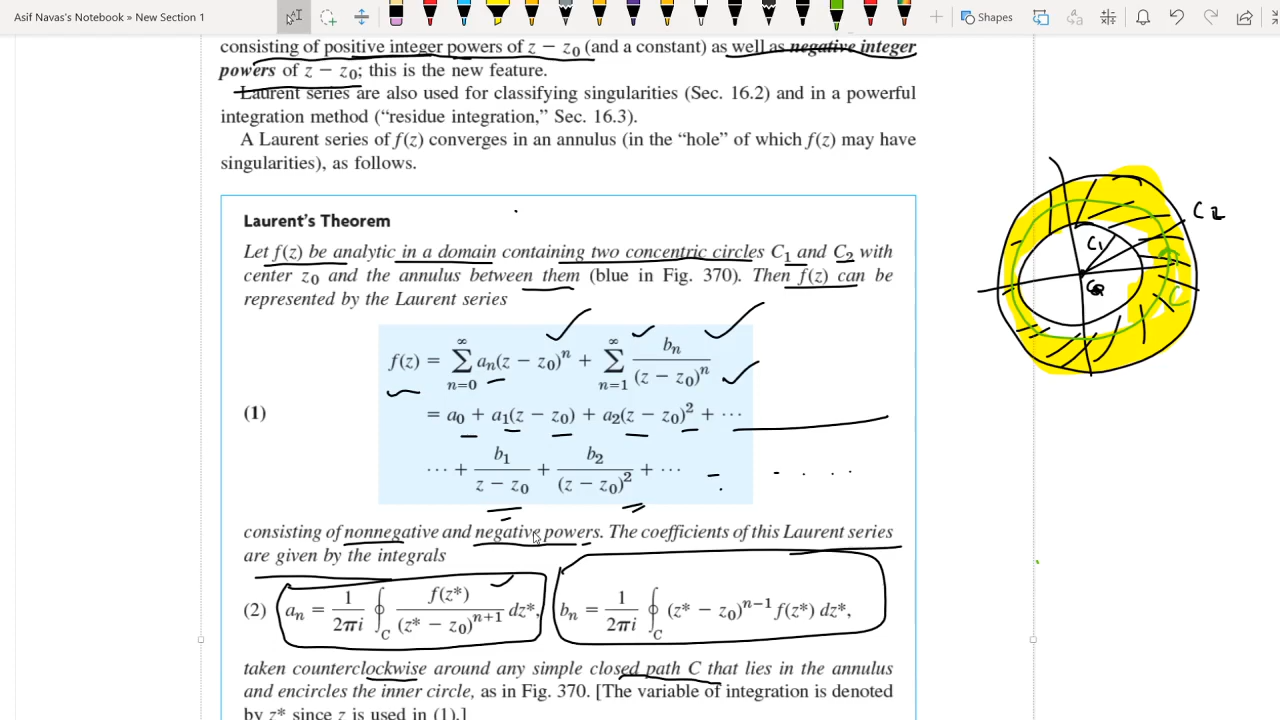 Asif Navas's Notebook » New Section 1
Shapes
consisting of positive integer powers of z − z0 (and a constant) as well as negative integer
powers of z − z0; this is the new feature.
Laurent series are also used for classifying singularities (Sec. 16.2) and in a powerful
integration method (“residue integration,” Sec. 16.3).
A Laurent series of f(z) converges in an annulus (in the “hole” of which f(z) may have
singularities), as follows.
Laurent's Theorem
Let f(z) be analytic in a domain containing two concentric circles C1 and C2 with
center z0 and the annulus between them (blue in Fig. 370). Then f(z) can be
represented by the Laurent series
f(z) = ∑_{n=0}^{∞} an(z − z0)^n + ∑_{n=1}^{∞} bn/(z − z0)^n
(1) = a0 + a1(z − z0) + a2(z − z0)^2 + ⋯
⋯ + b1/(z − z0) + b2/(z − z0)^2 + ⋯
consisting of nonnegative and negative powers. The coefficients of this Laurent series
are given by the integrals
(2) an = 1/(2πi) ∮_C f(z*)/(z* − z0)^{n+1} dz*, bn = 1/(2πi) ∮_C (z* − z0)^{n−1} f(z*) dz*,
taken counterclockwise around any simple closed path C that lies in the annulus
and encircles the inner circle, as in Fig. 370. [The variable of integration is denoted
by z* since z is used in (1).]
C2
C1
C